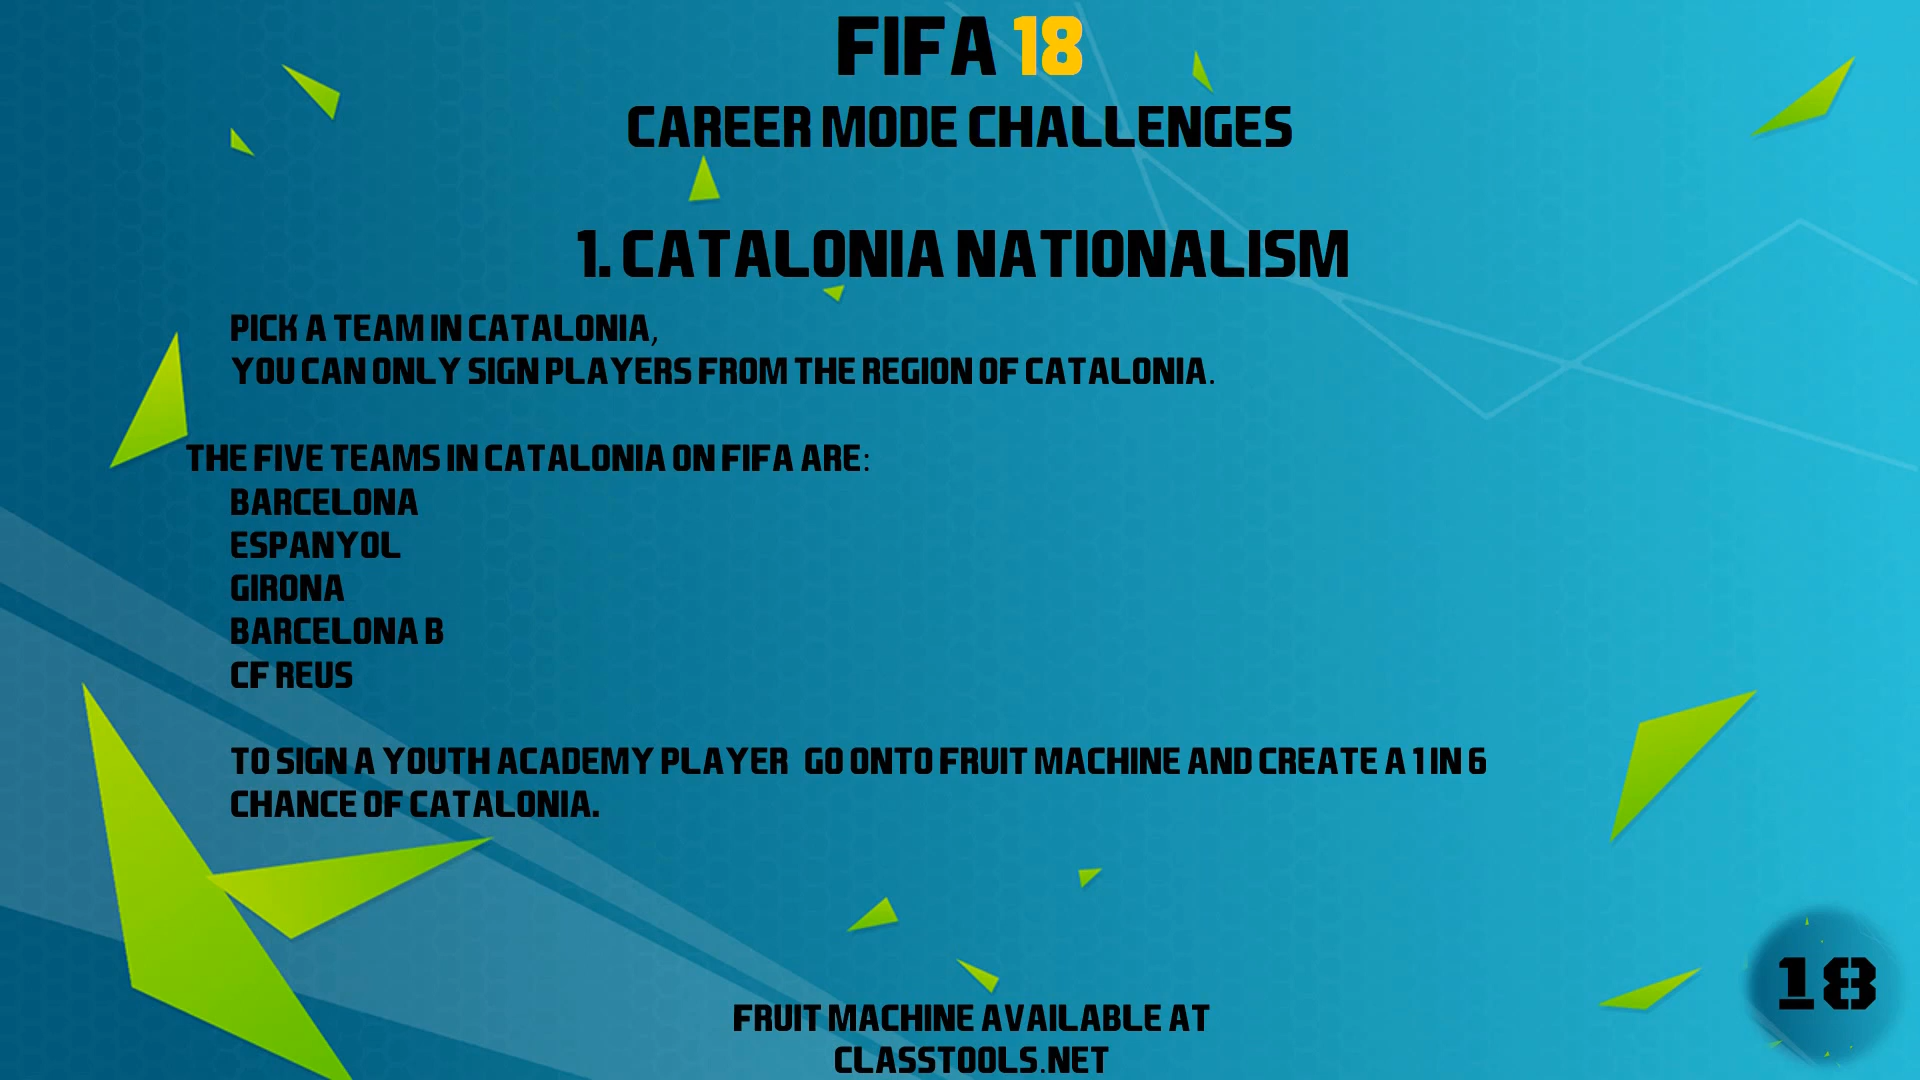 FIFA 18
CAREER MODE CHALLENGES
1. CATALONIA NATIONALISM
PICK A TEAM IN CATALONIA,
YOU CAN ONLY SIGN PLAYERS FROM THE REGION OF CATALONIA.
THE FIVE TEAMS IN CATALONIA ON FIFA ARE:
BARCELONA
ESPANYOL
GIRONA
BARCELONA B
CF REUS
TO SIGN A YOUTH ACADEMY PLAYER GO ONTO FRUIT MACHINE AND CREATE A 1 IN 6
CHANCE OF CATALONIA.
FRUIT MACHINE AVAILABLE AT
CLASSTOOLS.NET
18